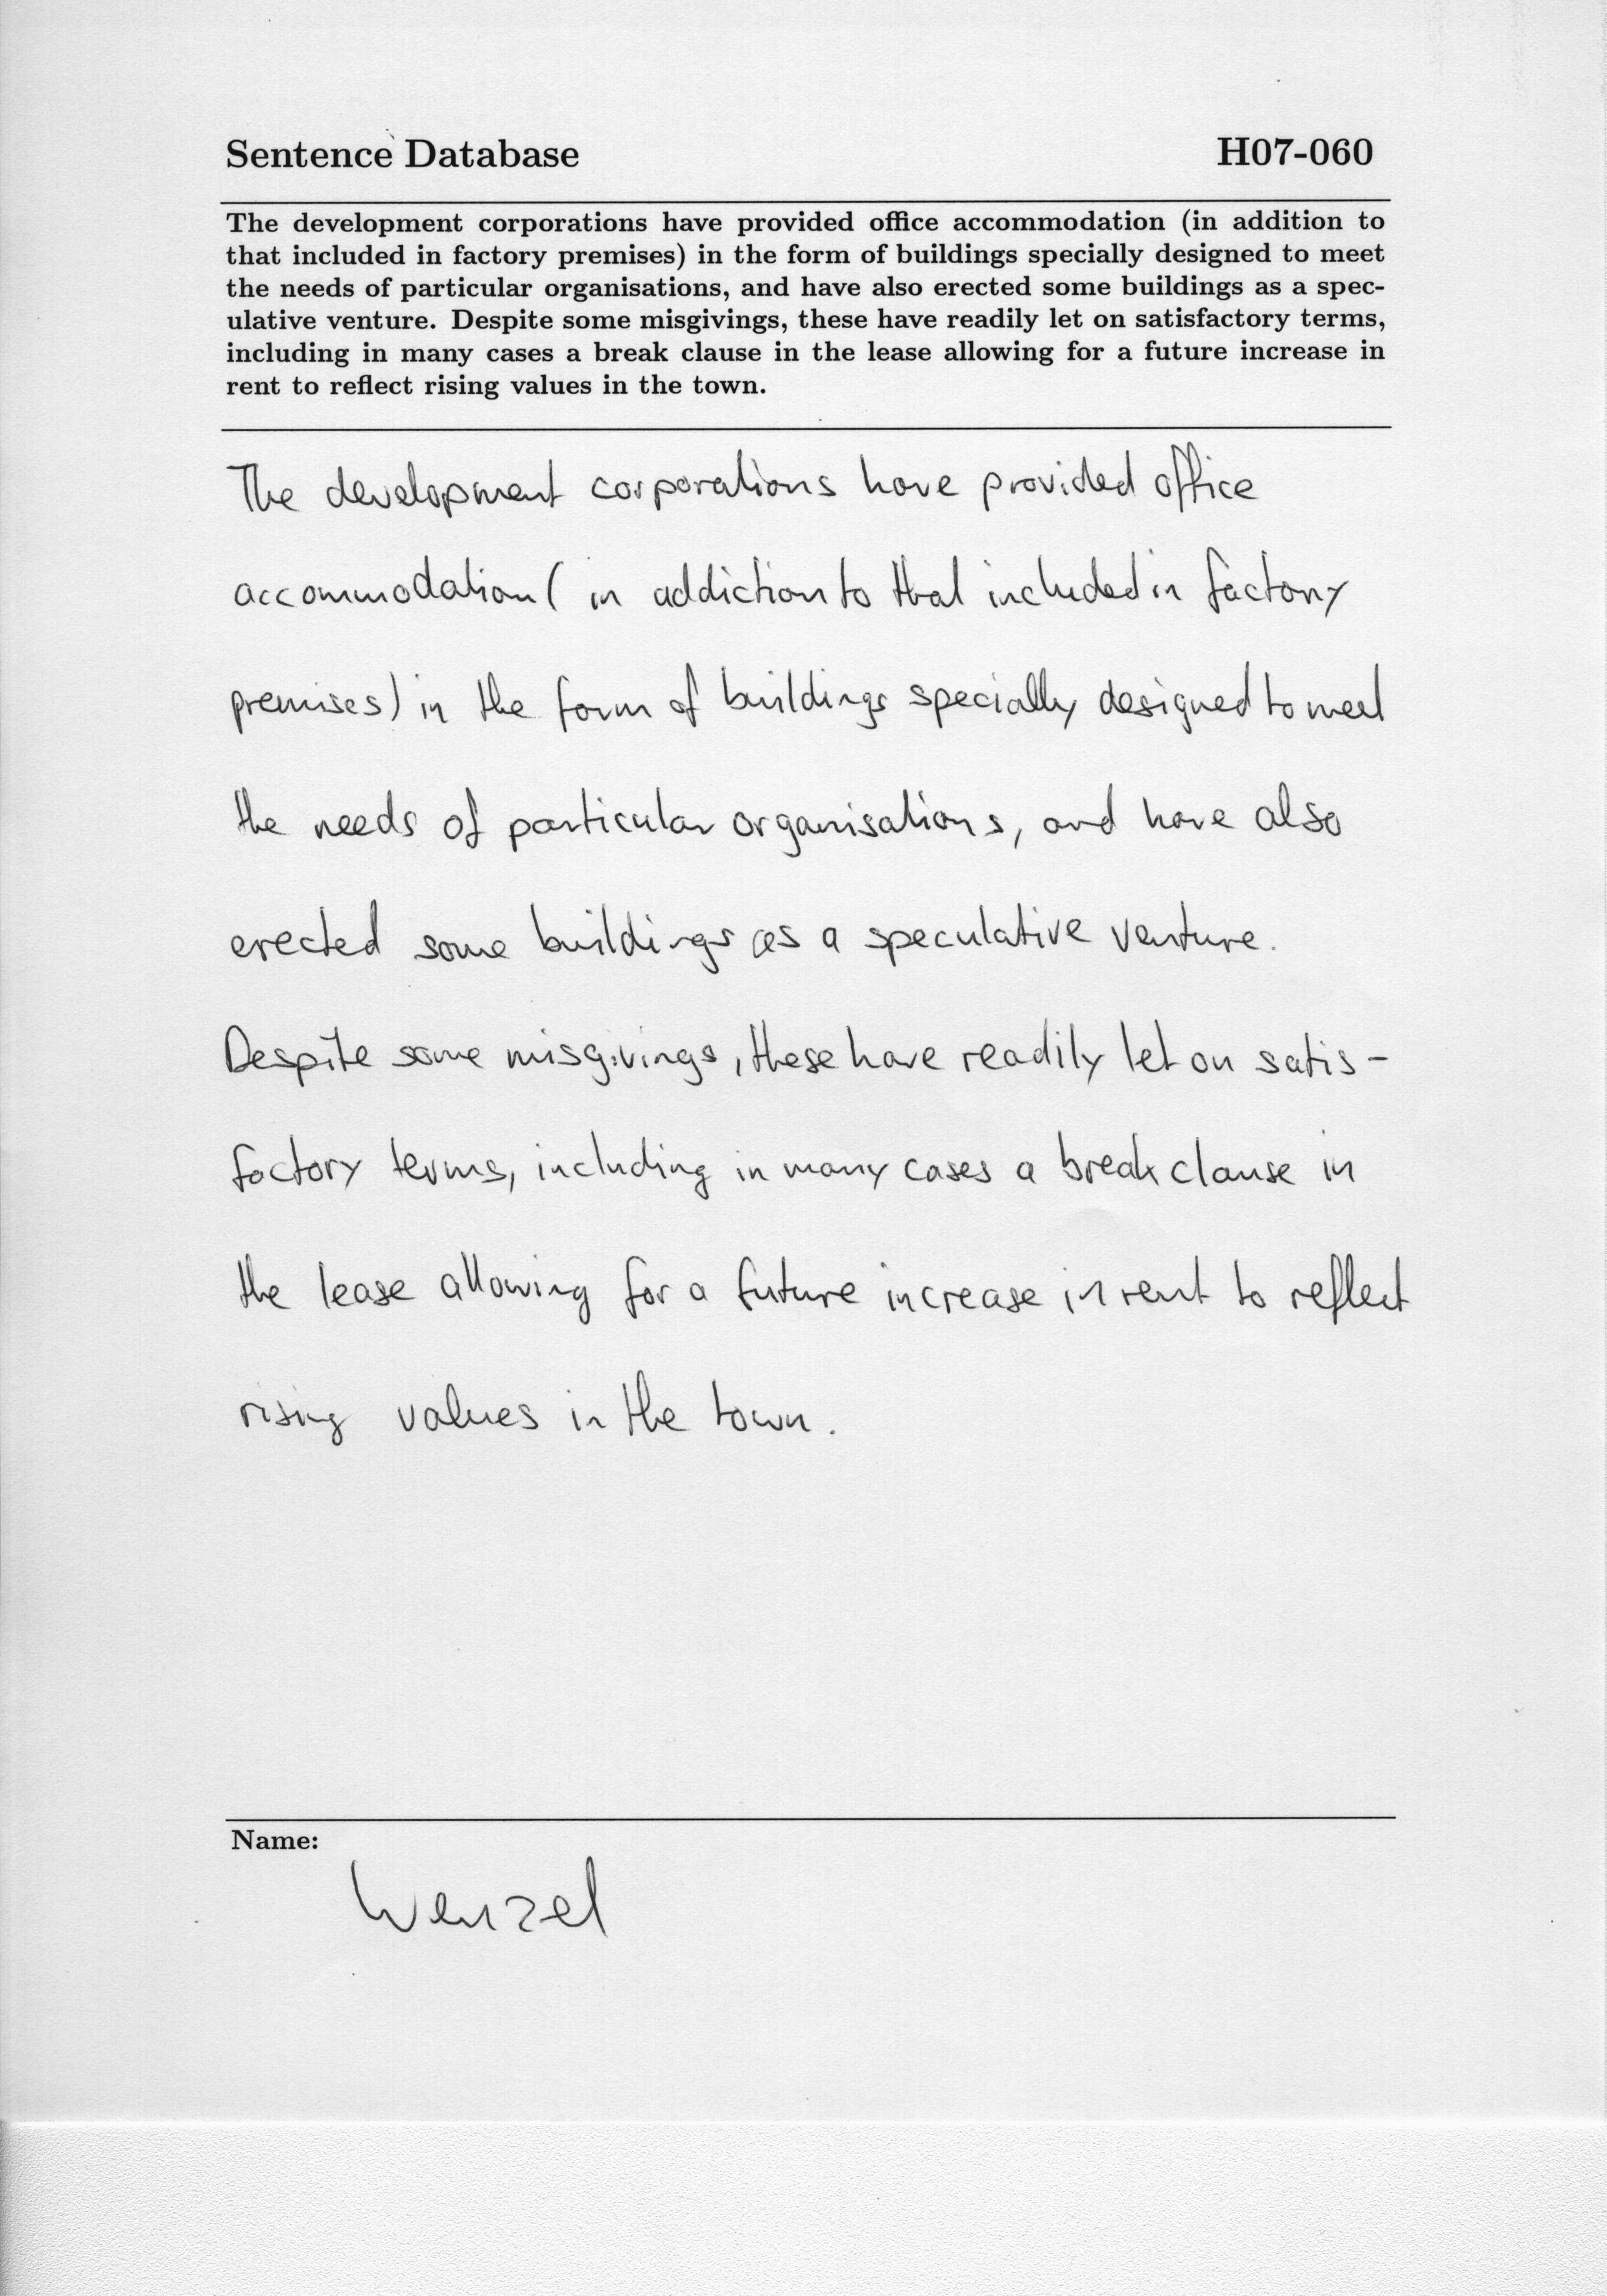 Sentence Database H07-060
The development corporations have provided office accommodation (in addition to
that included in factory premises) in the form of buildings specially designed to meet
the needs of particular organisations, and have also erected some buildings as a spec-
ulative venture. Despite some misgivings, these have readily let on satisfactory terms,
including in many cases a break clause in the lease allowing for a future increase in
rent to reflect rising values in the town.
The development corporations have provided office
accommodation ( in addiction to that included in factory
premises) in the form of buildings specially designed to meet
the needs of particular organisations, and have also
erected some buildings as a speculative venture.
Despite some misgivings, these have readily let on satis-
factory terms, including in many cases a break clause in
the lease allowing for a future increase in rent to reflect
rising values in the town.
Name:
Wenzel